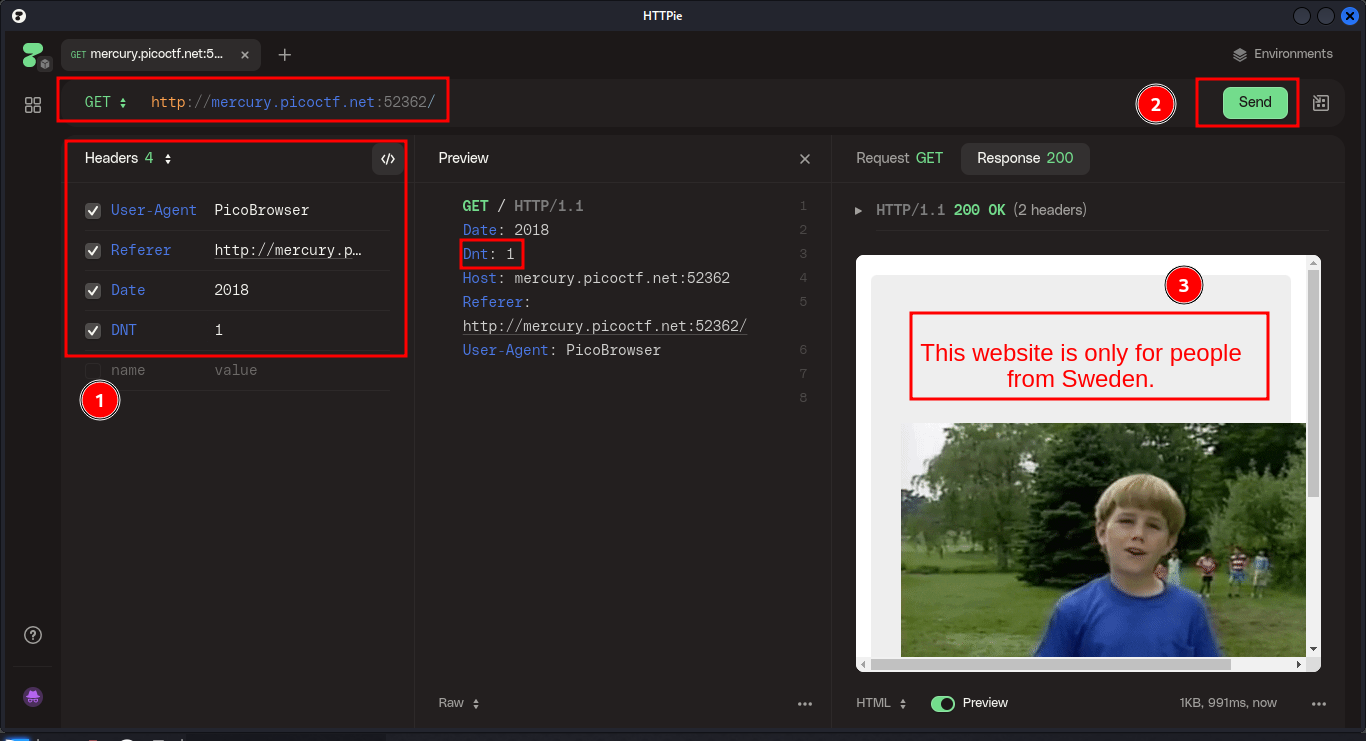 HTTPie
GET mercury.picoctf.net:5...
Environments
GET http://mercury.picoctf.net:52362/
2
Send
Headers 4
User-Agent PicoBrowser
Referer http://mercury.p...
Date 2018
DNT 1
name value
1
Preview
GET / HTTP/1.1 1
Date: 2018 2
Dnt: 1 3
Host: mercury.picoctf.net:52362 4
Referer: 5
http://mercury.picoctf.net:52362/
User-Agent: PicoBrowser 6
7
8
Raw
Request GET Response 200
HTTP/1.1 200 OK (2 headers)
3
This website is only for people
from Sweden.
HTML Preview 1KB, 991ms, now